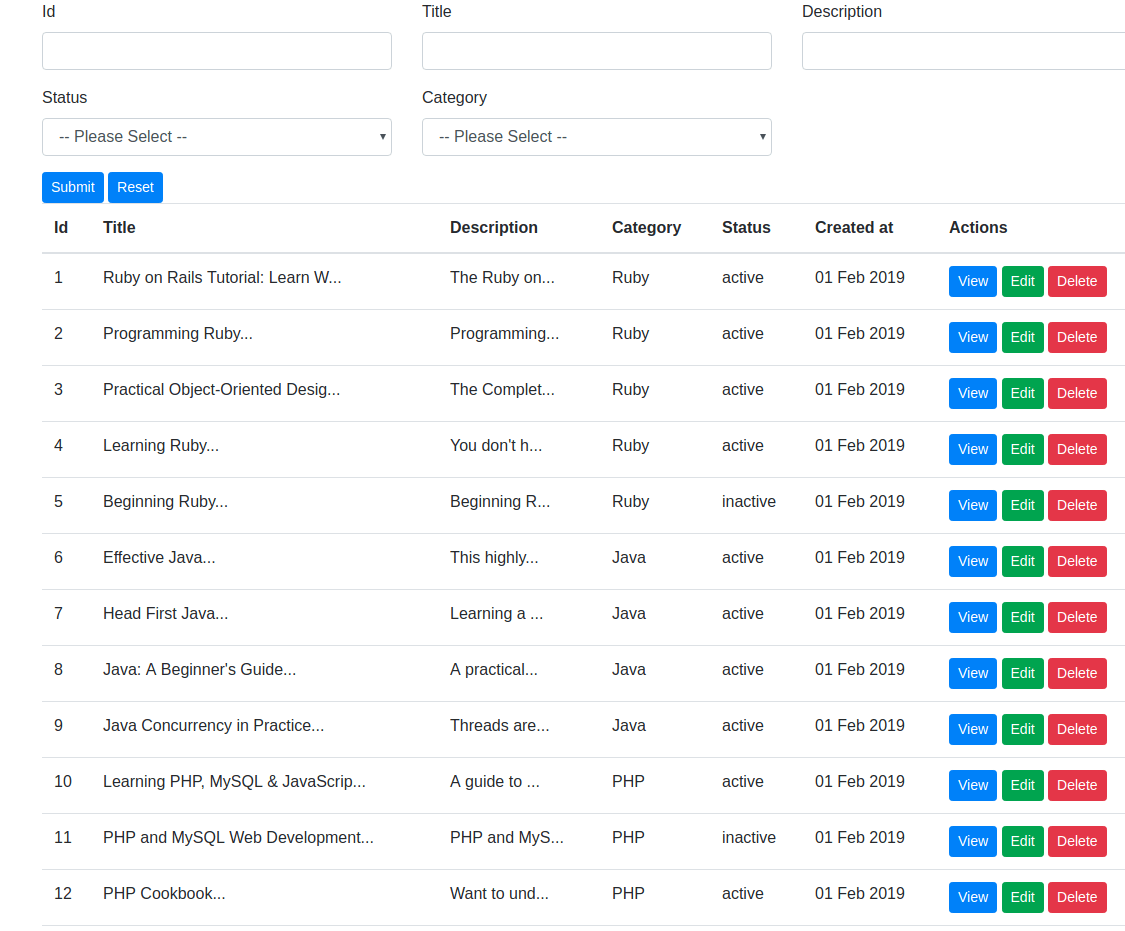 Id Title Description
Status Category
-- Please Select -- -- Please Select --
Submit Reset
Id Title Description Category Status Created at Actions
1 Ruby on Rails Tutorial: Learn W... The Ruby on... Ruby active 01 Feb 2019 View Edit Delete
2 Programming Ruby... Programming... Ruby active 01 Feb 2019 View Edit Delete
3 Practical Object-Oriented Desig... The Complet... Ruby active 01 Feb 2019 View Edit Delete
4 Learning Ruby... You don't h... Ruby active 01 Feb 2019 View Edit Delete
5 Beginning Ruby... Beginning R... Ruby inactive 01 Feb 2019 View Edit Delete
6 Effective Java... This highly... Java active 01 Feb 2019 View Edit Delete
7 Head First Java... Learning a ... Java active 01 Feb 2019 View Edit Delete
8 Java: A Beginner's Guide... A practical... Java active 01 Feb 2019 View Edit Delete
9 Java Concurrency in Practice... Threads are... Java active 01 Feb 2019 View Edit Delete
10 Learning PHP, MySQL & JavaScrip... A guide to ... PHP active 01 Feb 2019 View Edit Delete
11 PHP and MySQL Web Development... PHP and MyS... PHP inactive 01 Feb 2019 View Edit Delete
12 PHP Cookbook... Want to und... PHP active 01 Feb 2019 View Edit Delete